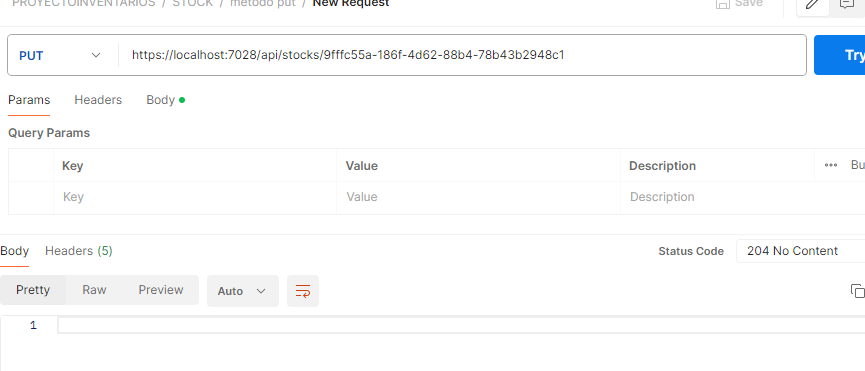 PROYECTOINVENTARIOS / STOCK / metodo put / New Request Save
PUT https://localhost:7028/api/stocks/9fffc55a-186f-4d62-88b4-78b43b2948c1 Try
Params Headers Body
Query Params
Key Value Description Bu
Key Value Description
Body Headers (5) Status Code 204 No Content
Pretty Raw Preview Auto
1